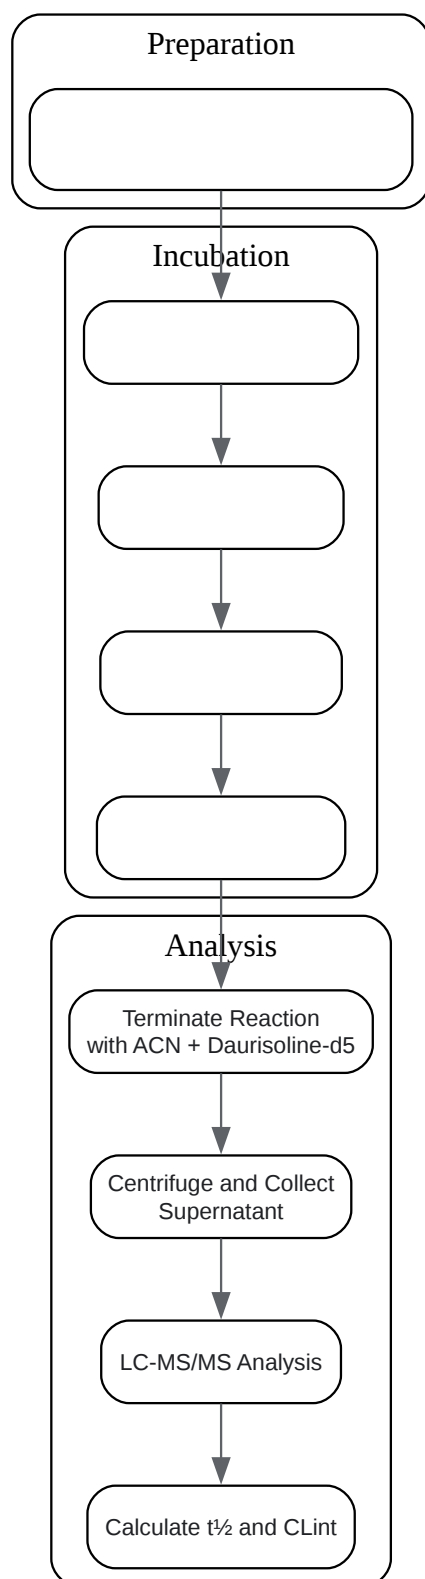 Preparation
Incubation
Analysis
Terminate Reaction
with ACN + Daurisoline-d5
Centrifuge and Collect
Supernatant
LC-MS/MS Analysis
Calculate t½ and CLint